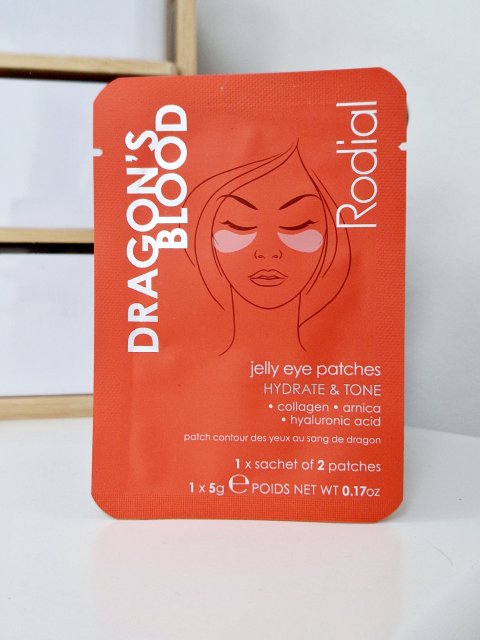 DRAGON'S
BLOOD
Rodial
jelly eye patches
HYDRATE & TONE
• collagen • arnica
• hyaluronic acid
patch contour des yeux au sang de dragon
1 x sachet of 2 patches
1 x 5g ℮ POIDS NET WT 0.17oz